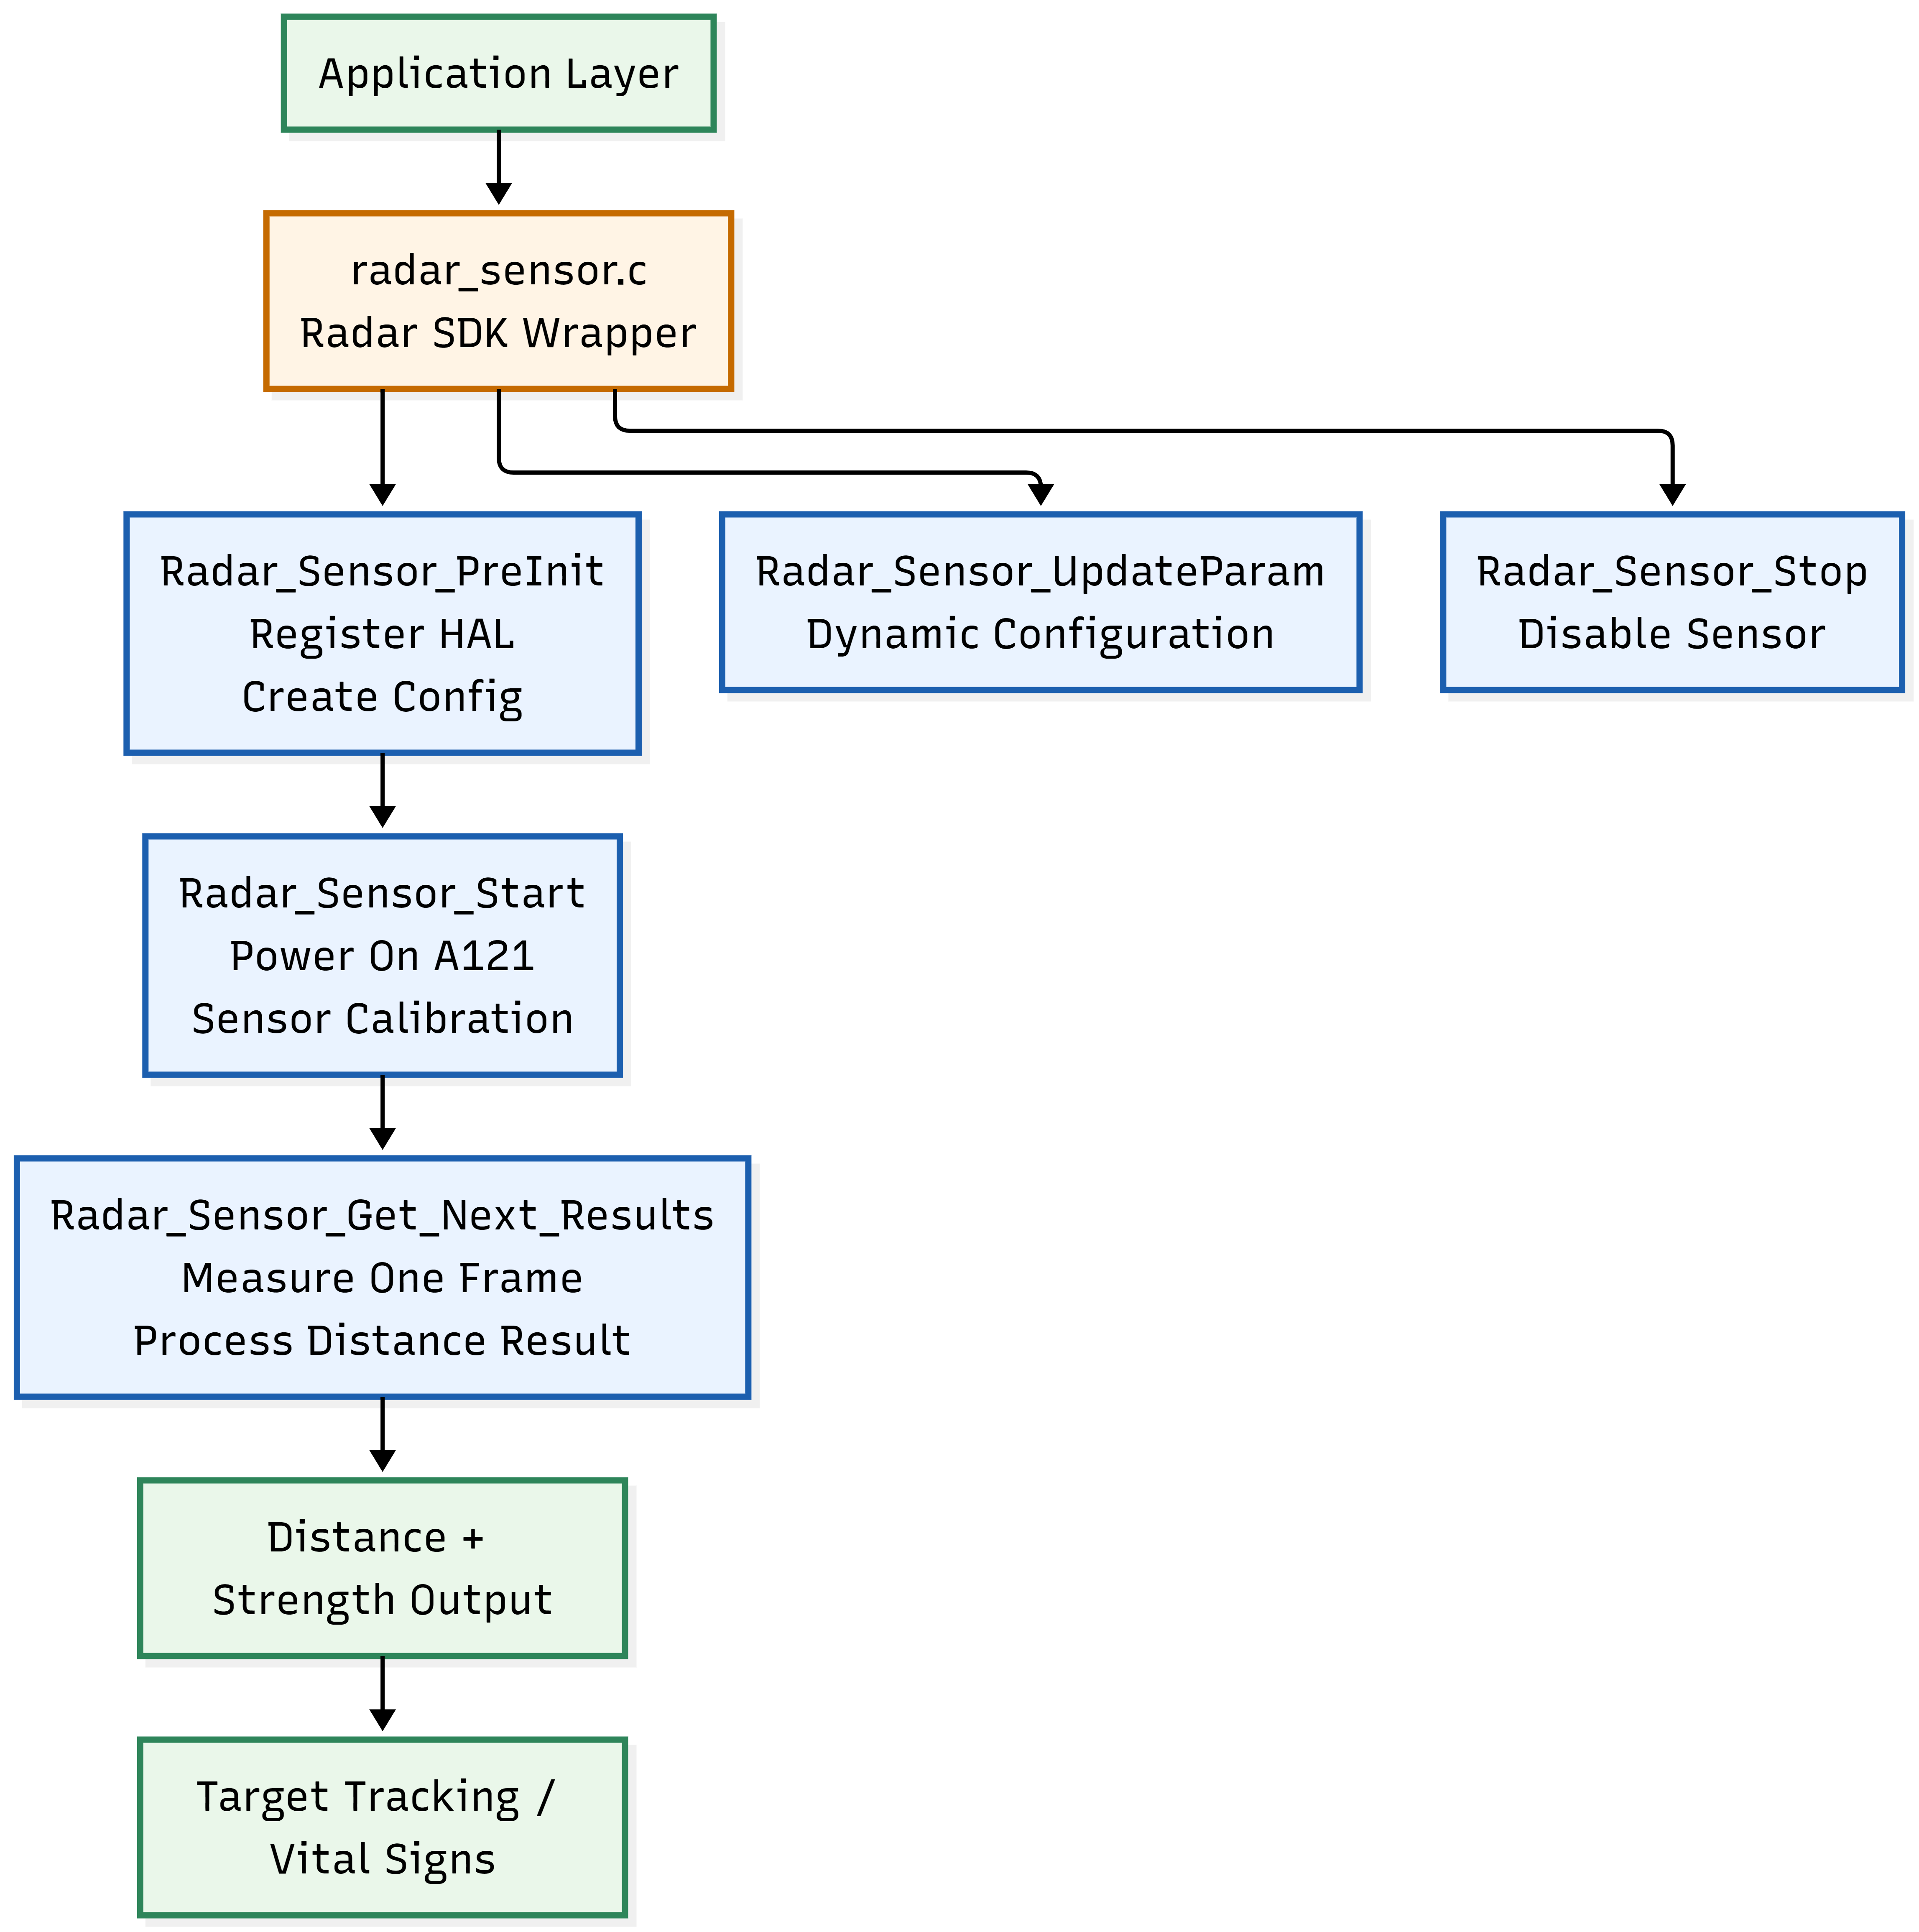 Application Layer
radar_sensor.c
Radar SDK Wrapper
Radar_Sensor_PreInit
Register HAL
Create Config
Radar_Sensor_UpdateParam
Dynamic Configuration
Radar_Sensor_Stop
Disable Sensor
Radar_Sensor_Start
Power On A121
Sensor Calibration
Radar_Sensor_Get_Next_Results
Measure One Frame
Process Distance Result
Distance +
Strength Output
Target Tracking /
Vital Signs